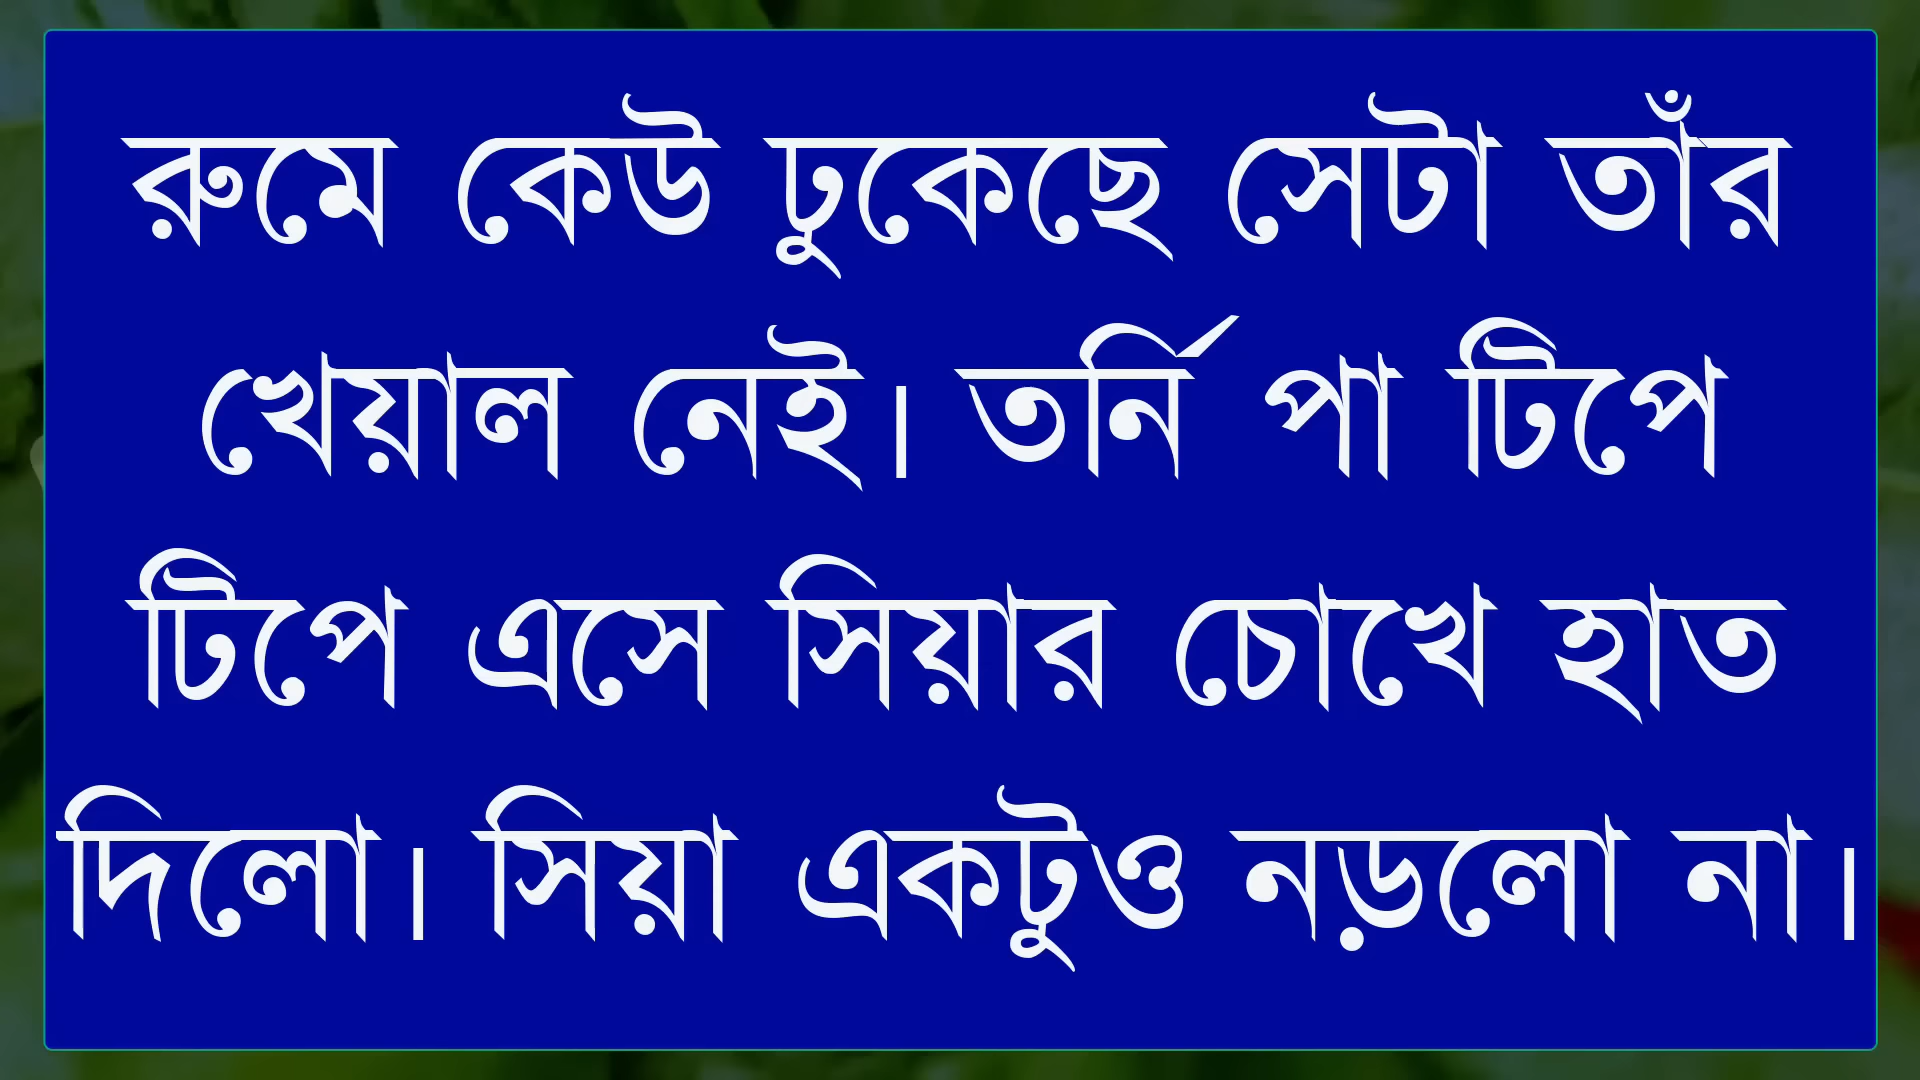 রুমে কেউ ঢুকেছে সেটা তাঁর
খেয়াল নেই। তর্নি পা টিপে
টিপে এসে সিয়ার চোখে হাত
দিলো। সিয়া একটুও নড়লো না।